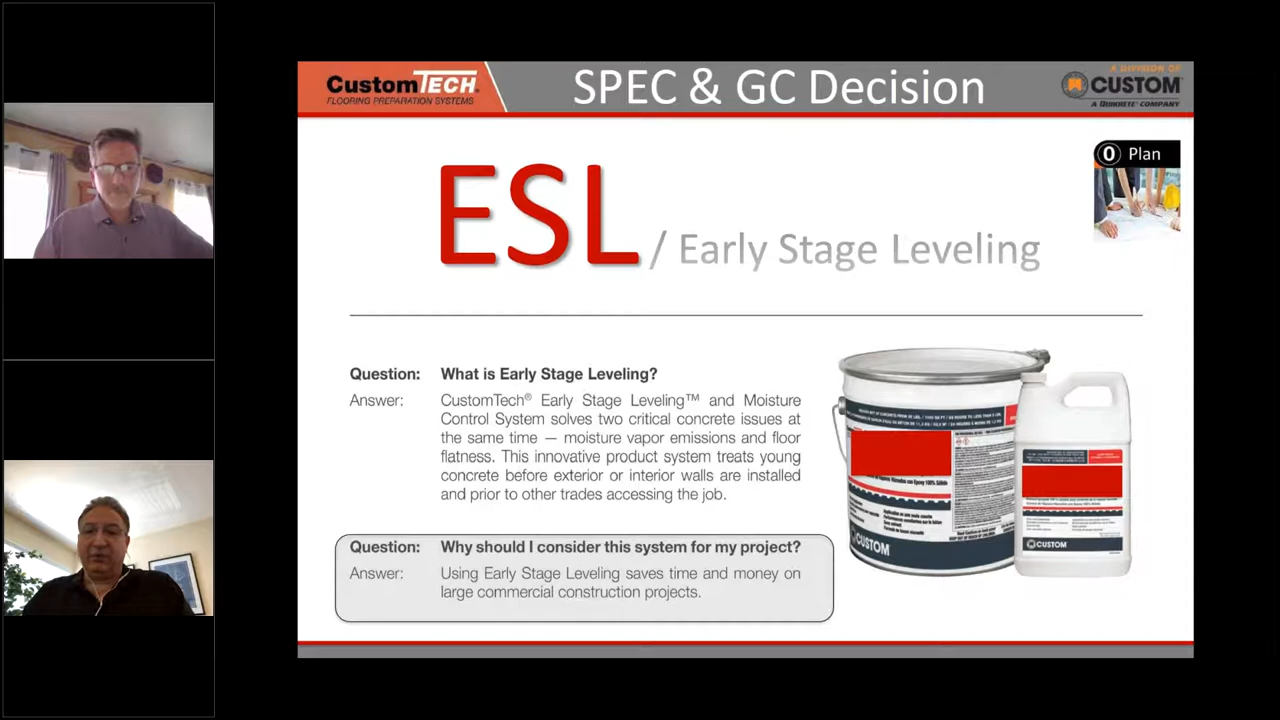 CustomTECH®
FLOORING PREPARATION SYSTEMS
SPEC & GC Decision
A DIVISION OF
CUSTOM
A QUIKRETE COMPANY
0 Plan
ESL / Early Stage Leveling
Question: What is Early Stage Leveling?
Answer: CustomTech® Early Stage Leveling™ and Moisture
Control System solves two critical concrete issues at
the same time — moisture vapor emissions and floor
flatness. This innovative product system treats young
concrete before exterior or interior walls are installed
and prior to other trades accessing the job.
Question: Why should I consider this system for my project?
Answer: Using Early Stage Leveling saves time and money on
large commercial construction projects.
CUSTOM
CUSTOM